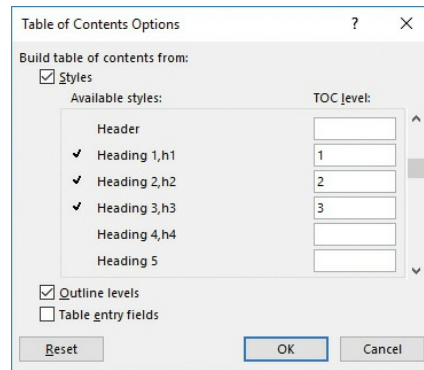 Table of Contents Options ? ×
Build table of contents from:
Styles
Available styles: TOC level:
Header
Heading 1,h1 1
Heading 2,h2 2
Heading 3,h3 3
Heading 4,h4
Heading 5
Outline levels
Table entry fields
Reset OK Cancel